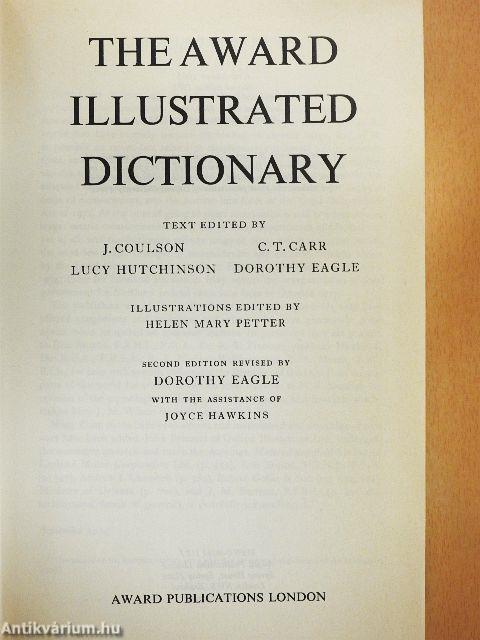 THE AWARD
ILLUSTRATED
DICTIONARY
TEXT EDITED BY
J. COULSON C. T. CARR
LUCY HUTCHINSON DOROTHY EAGLE
ILLUSTRATIONS EDITED BY
HELEN MARY PETTER
SECOND EDITION REVISED BY
DOROTHY EAGLE
WITH THE ASSISTANCE OF
JOYCE HAWKINS
AWARD PUBLICATIONS LONDON
Antikvárium.hu